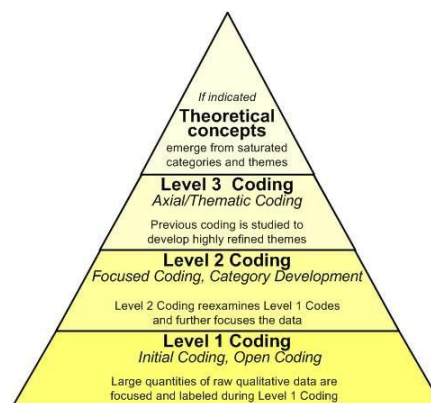 If indicated
Theoretical
concepts
emerge from saturated
categories and themes
Level 3 Coding
Axial/Thematic Coding
Previous coding is studied to
develop highly refined themes
Level 2 Coding
Focused Coding, Category Development
Level 2 Coding reexamines Level 1 Codes
and further focuses the data
Level 1 Coding
Initial Coding, Open Coding
Large quantities of raw qualitative data are
focused and labeled during Level 1 Coding